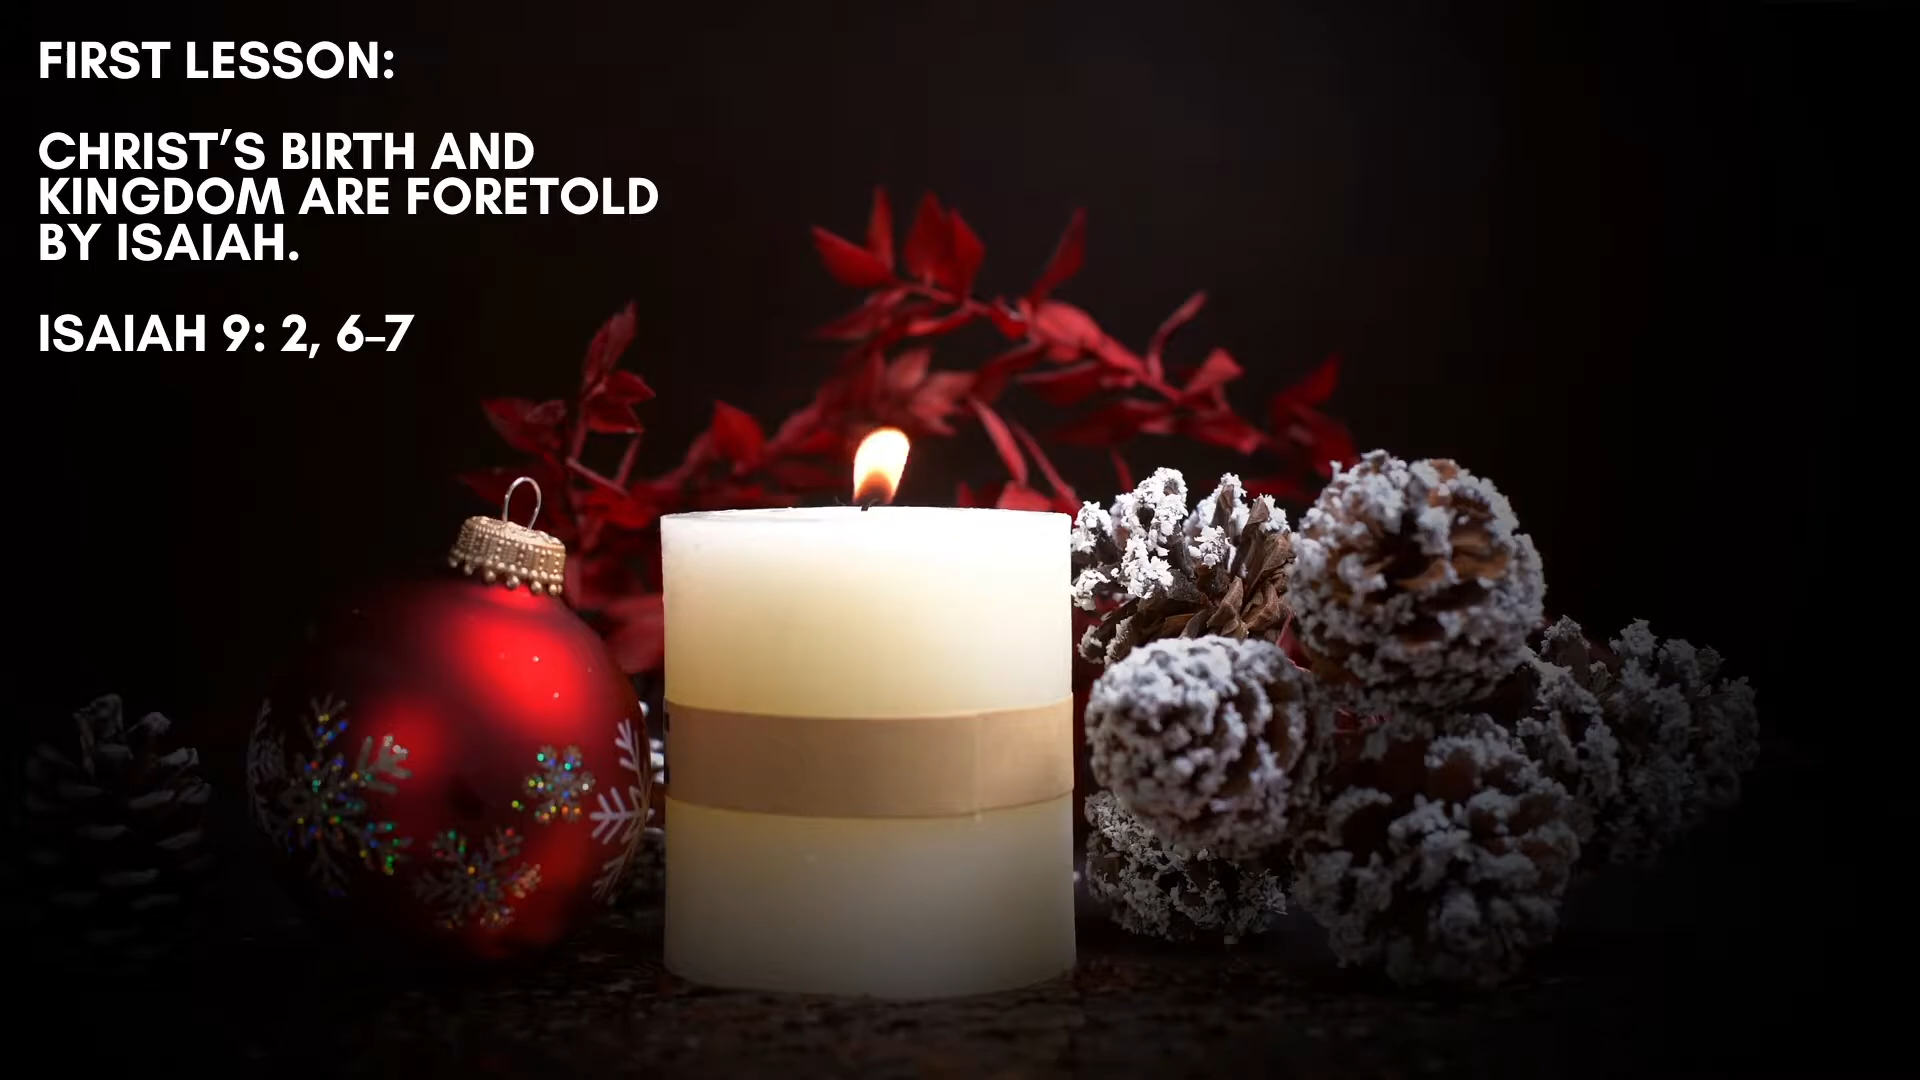 FIRST LESSON:
CHRIST’S BIRTH AND
KINGDOM ARE FORETOLD
BY ISAIAH.
ISAIAH 9: 2, 6–7